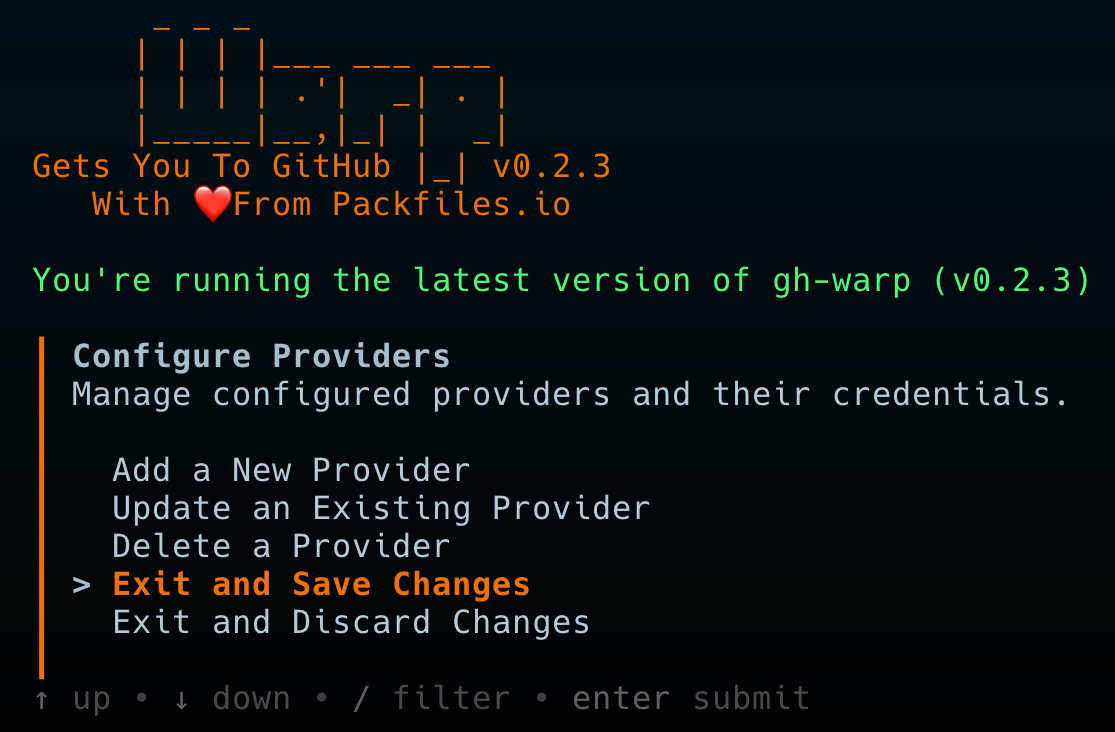 _ _ _
| | | |___ ___ ___
| | | | .'|  _| . |
|_____|__,|_| |  _|
Gets You To GitHub |_| v0.2.3
With ❤️From Packfiles.io
You're running the latest version of gh-warp (v0.2.3)
Configure Providers
Manage configured providers and their credentials.
Add a New Provider
Update an Existing Provider
Delete a Provider
> Exit and Save Changes
Exit and Discard Changes
↑ up • ↓ down • / filter • enter submit